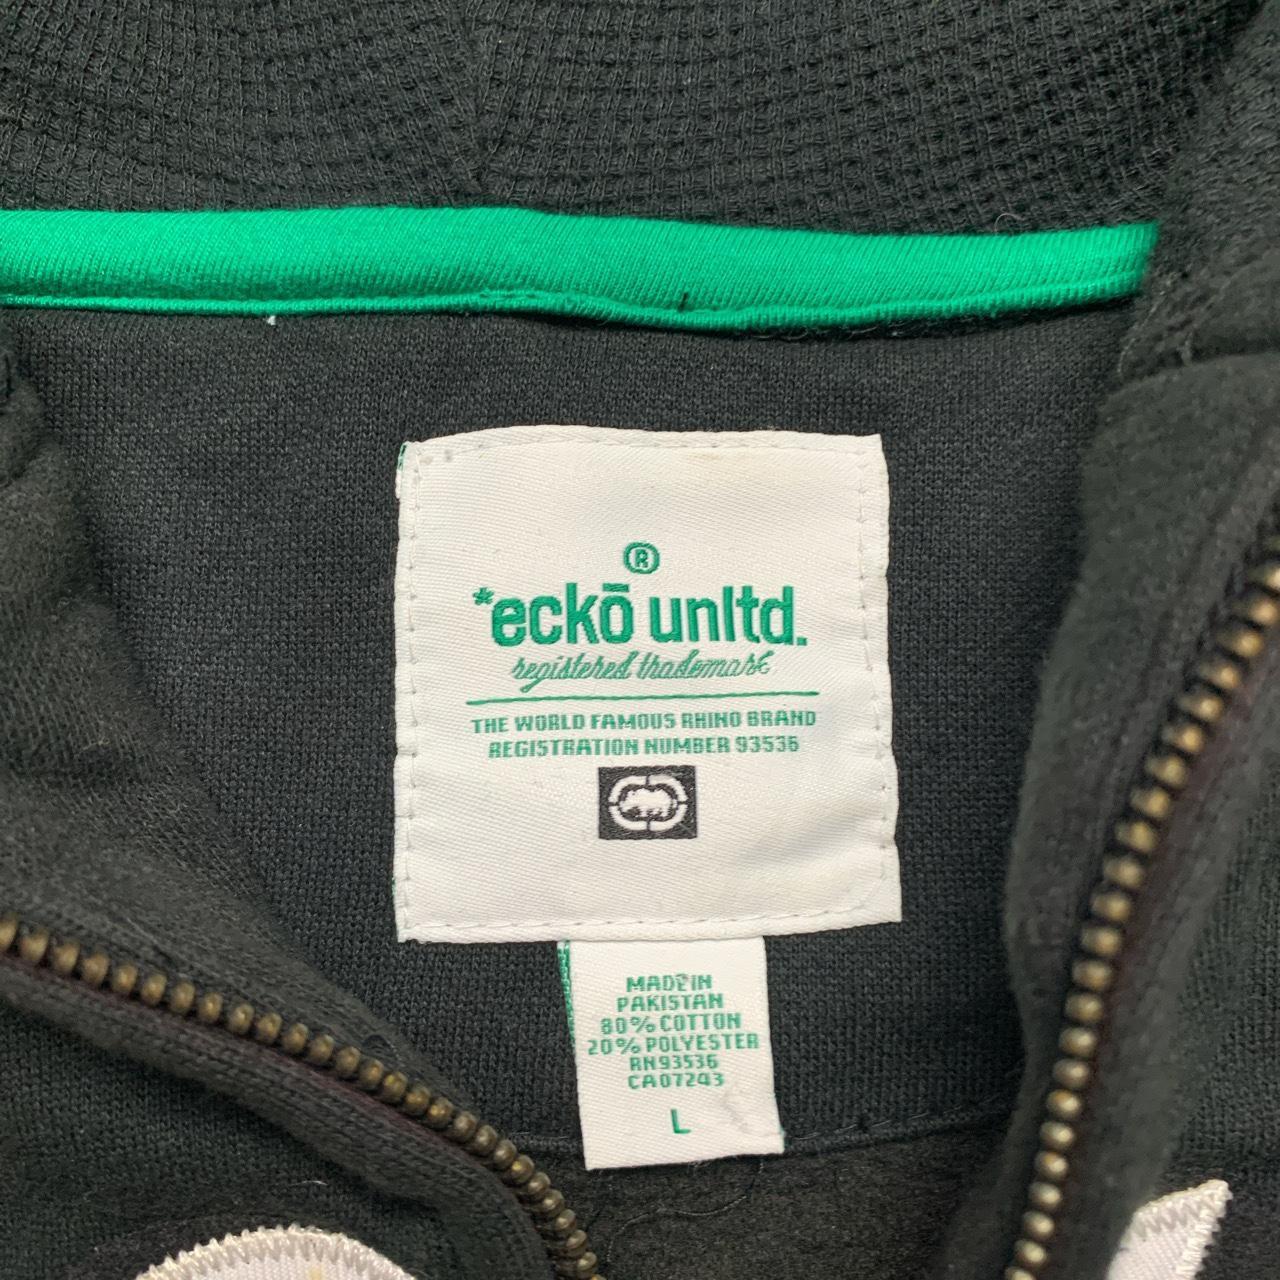 ®
*eckō unltd.
registered trademark
THE WORLD FAMOUS RHINO BRAND
REGISTRATION NUMBER 93536
MADE IN
PAKISTAN
80% COTTON
20% POLYESTER
RN93536
CA07243
L